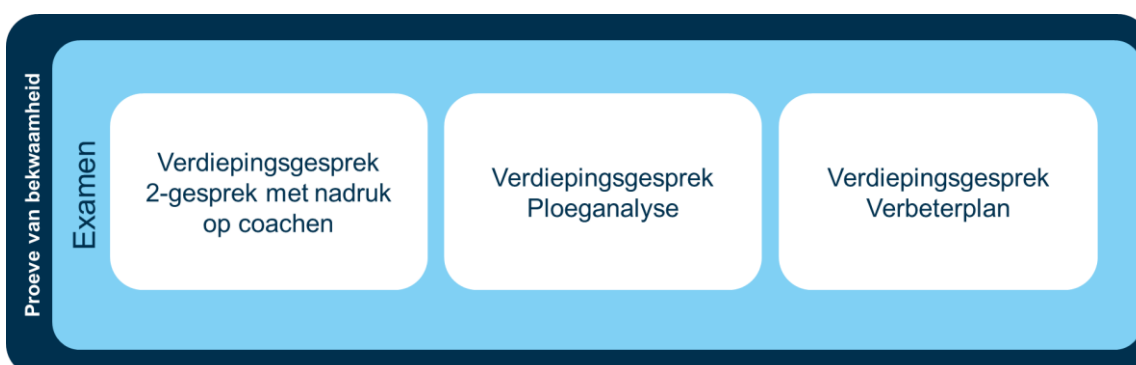 Proeve van bekwaamheid
Examen
Verdiepingsgesprek
2-gesprek met nadruk
op coachen
Verdiepingsgesprek
Ploeganalyse
Verdiepingsgesprek
Verbeterplan